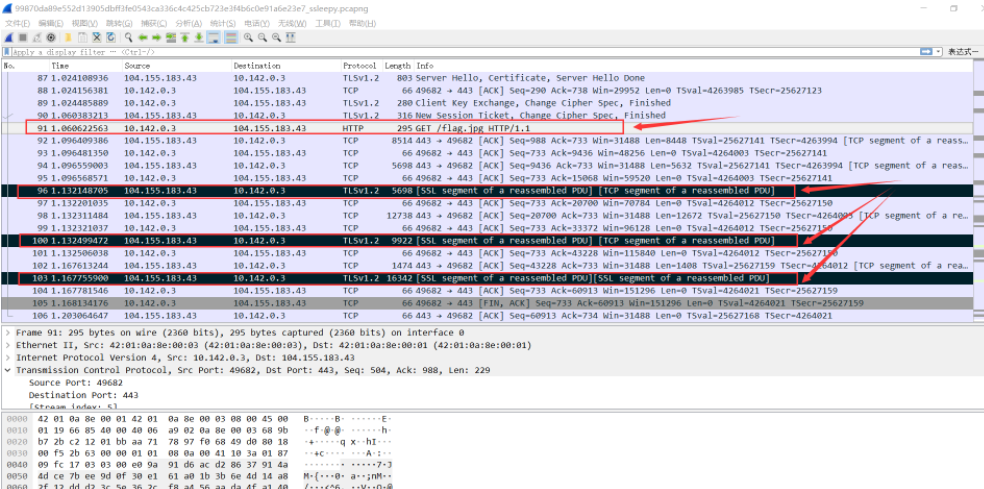 99870da89e552d13905dbff3fe0543ca336c4c425cb723e3f4b6c0e91a6e23e7_ssleepy.pcapng
文件(F) 编辑(E) 视图(V) 跳转(G) 捕获(C) 分析(A) 统计(S) 电话(Y) 无线(W) 工具(T) 帮助(H)
Apply a display filter … <Ctrl-/> 表达式…
No. Time Source Destination Protocol Length Info
87 1.024108936 104.155.183.43 10.142.0.3 TLSv1.2 803 Server Hello, Certificate, Server Hello Done
88 1.024156381 10.142.0.3 104.155.183.43 TCP 66 49682 → 443 [ACK] Seq=290 Ack=738 Win=29952 Len=0 TSval=4263985 TSecr=25627123
89 1.024485889 10.142.0.3 104.155.183.43 TLSv1.2 280 Client Key Exchange, Change Cipher Spec, Finished
90 1.060383213 104.155.183.43 10.142.0.3 TLSv1.2 316 New Session Ticket, Change Cipher Spec, Finished
91 1.060622563 10.142.0.3 104.155.183.43 HTTP 295 GET /flag.jpg HTTP/1.1
92 1.096409386 104.155.183.43 10.142.0.3 TCP 8514 443 → 49682 [ACK] Seq=988 Ack=733 Win=31488 Len=8448 TSval=25627141 TSecr=4263994 [TCP segment of a reass…
93 1.096481350 10.142.0.3 104.155.183.43 TCP 66 49682 → 443 [ACK] Seq=733 Ack=9436 Win=48256 Len=0 TSval=4264003 TSecr=25627141
94 1.096559003 104.155.183.43 10.142.0.3 TCP 5698 443 → 49682 [ACK] Seq=9436 Ack=733 Win=31488 Len=5632 TSval=25627141 TSecr=4263994 [TCP segment of a reass…
95 1.096568571 10.142.0.3 104.155.183.43 TCP 66 49682 → 443 [ACK] Seq=733 Ack=15068 Win=59520 Len=0 TSval=4264003 TSecr=25627141
96 1.132148705 104.155.183.43 10.142.0.3 TLSv1.2 5698 [SSL segment of a reassembled PDU] [TCP segment of a reassembled PDU]
97 1.132201035 10.142.0.3 104.155.183.43 TCP 66 49682 → 443 [ACK] Seq=733 Ack=20700 Win=70784 Len=0 TSval=4264012 TSecr=25627150
98 1.132311484 104.155.183.43 10.142.0.3 TCP 12738 443 → 49682 [ACK] Seq=20700 Ack=733 Win=31488 Len=12672 TSval=25627150 TSecr=4264003 [TCP segment of a re…
99 1.132321037 10.142.0.3 104.155.183.43 TCP 66 49682 → 443 [ACK] Seq=733 Ack=33372 Win=96128 Len=0 TSval=4264012 TSecr=25627150
100 1.132499472 104.155.183.43 10.142.0.3 TLSv1.2 9922 [SSL segment of a reassembled PDU] [TCP segment of a reassembled PDU]
101 1.132506038 10.142.0.3 104.155.183.43 TCP 66 49682 → 443 [ACK] Seq=733 Ack=43228 Win=115840 Len=0 TSval=4264012 TSecr=25627150
102 1.167613244 104.155.183.43 10.142.0.3 TCP 1474 443 → 49682 [ACK] Seq=43228 Ack=733 Win=31488 Len=1408 TSval=25627159 TSecr=4264012 [TCP segment of a rea…
103 1.167755900 104.155.183.43 10.142.0.3 TLSv1.2 16342 [SSL segment of a reassembled PDU][SSL segment of a reassembled PDU]
104 1.167781546 10.142.0.3 104.155.183.43 TCP 66 49682 → 443 [ACK] Seq=733 Ack=60913 Win=151296 Len=0 TSval=4264021 TSecr=25627159
105 1.168134176 10.142.0.3 104.155.183.43 TCP 66 49682 → 443 [FIN, ACK] Seq=733 Ack=60913 Win=151296 Len=0 TSval=4264021 TSecr=25627159
106 1.203064647 104.155.183.43 10.142.0.3 TCP 66 443 → 49682 [ACK] Seq=60913 Ack=734 Win=31488 Len=0 TSval=25627168 TSecr=4264021
Frame 91: 295 bytes on wire (2360 bits), 295 bytes captured (2360 bits) on interface 0
Ethernet II, Src: 42:01:0a:8e:00:03 (42:01:0a:8e:00:03), Dst: 42:01:0a:8e:00:01 (42:01:0a:8e:00:01)
Internet Protocol Version 4, Src: 10.142.0.3, Dst: 104.155.183.43
Transmission Control Protocol, Src Port: 49682, Dst Port: 443, Seq: 504, Ack: 988, Len: 229
Source Port: 49682
Destination Port: 443
[Stream index: 5]
0000 42 01 0a 8e 00 01 42 01 0a 8e 00 03 08 00 45 00 B·····B· ······E·
0010 01 19 66 85 40 00 40 06 a9 02 0a 8e 00 03 68 9b ··f·@·@· ······h·
0020 b7 2b c2 12 01 bb aa 71 78 97 f0 68 49 d0 80 18 ·+·····q x··hI···
0030 00 f5 2b 63 00 00 01 01 08 0a 00 41 10 3a 01 87 ··+c···· ···A·:··
0040 09 fc 17 03 03 00 e0 9a 91 d6 ac d2 86 37 91 4a ········ ·····7·J
0050 4d ce 7b ee 9d 0f 30 e1 61 a0 1b 3b 6e 4d 14 a8 M·{···0· a··;nM··
0060 2f 12 dd d2 3c 5e 36 2c f8 a4 56 aa da 4f a1 40